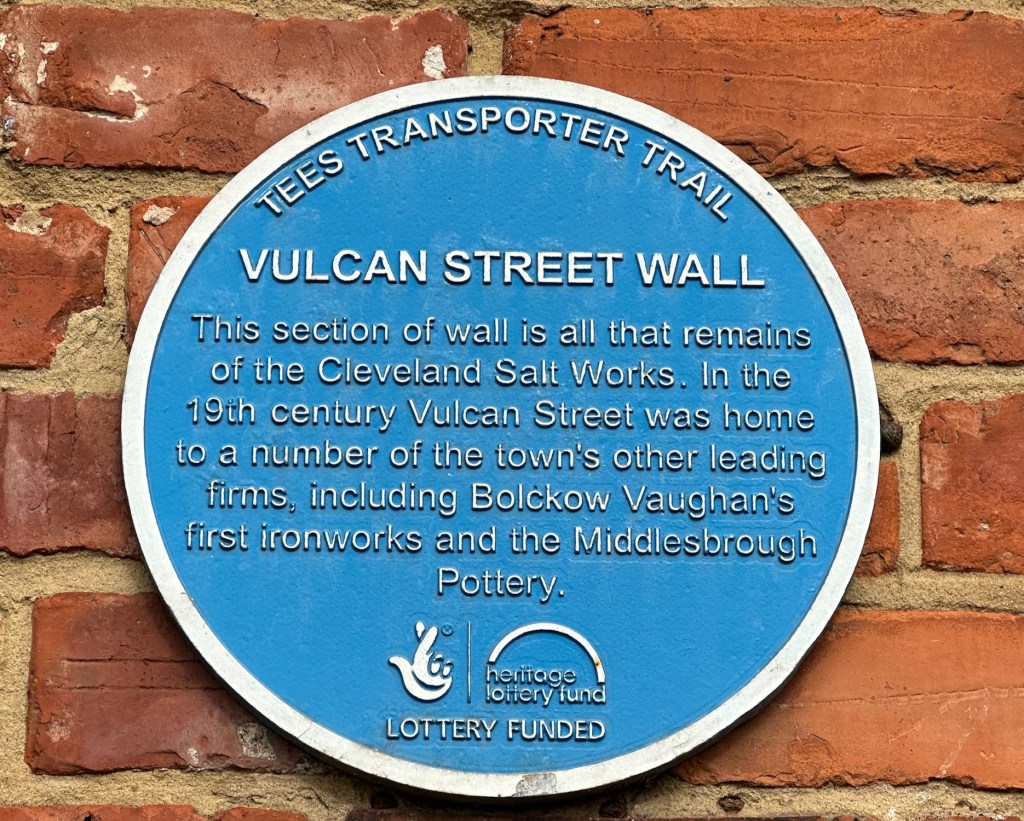 TEES TRANSPORTER TRAIL
VULCAN STREET WALL
This section of wall is all that remains
of the Cleveland Salt Works. In the
19th century Vulcan Street was home
to a number of the town's other leading
firms, including Bolckow Vaughan's
first ironworks and the Middlesbrough
Pottery.
heritage
lottery fund
LOTTERY FUNDED